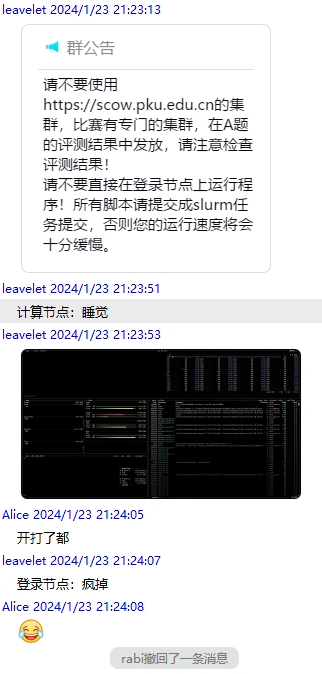 leavelet 2024/1/23 21:23:13
群公告
请不要使用
https://scow.pku.edu.cn的集
群，比赛有专门的集群，在A题
的评测结果中发放，请注意检查
评测结果！
请不要直接在登录节点上运行程
序！所有脚本请提交成slurm任
务提交，否则您的运行速度将会
十分缓慢。
leavelet 2024/1/23 21:23:51
计算节点：睡觉
leavelet 2024/1/23 21:23:53
Alice 2024/1/23 21:24:05
开打了都
leavelet 2024/1/23 21:24:07
登录节点：疯掉
Alice 2024/1/23 21:24:08
rabi撤回了一条消息